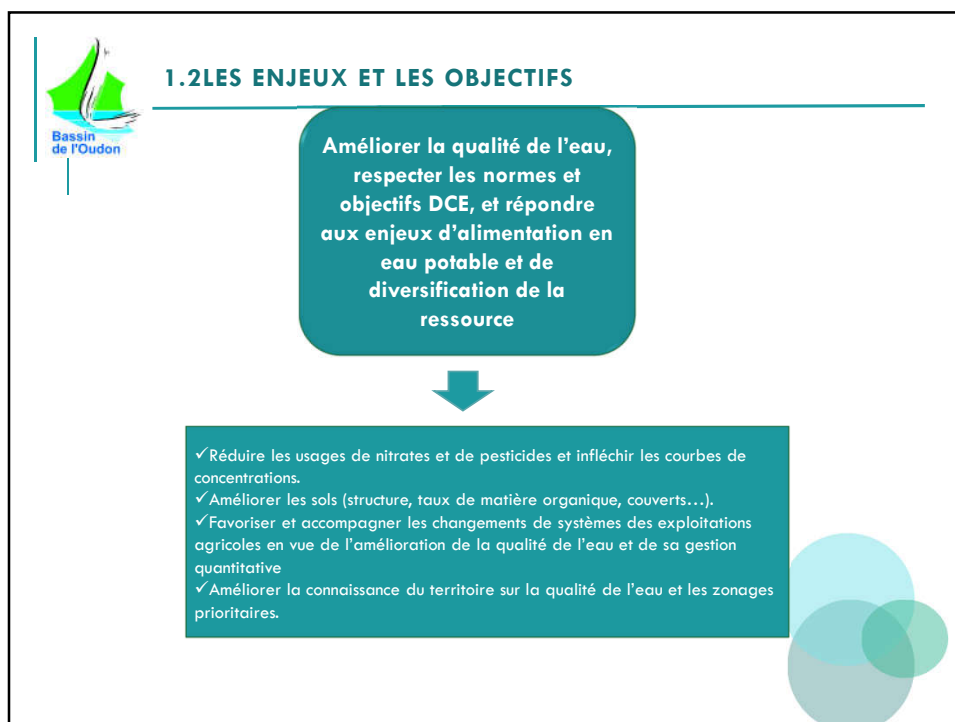 1.2LES ENJEUX ET LES OBJECTIFS
Bassin
de l'Oudon
Améliorer la qualité de l'eau,
respecter les normes et
objectifs DCE, et répondre
aux enjeux d'alimentation en
eau potable et de
diversification de la
ressource
✓Réduire les usages de nitrates et de pesticides et infléchir les courbes de
concentrations.
✓Améliorer les sols (structure, taux de matière organique, couverts…).
✓Favoriser et accompagner les changements de systèmes des exploitations
agricoles en vue de l'amélioration de la qualité de l'eau et de sa gestion
quantitative
✓Améliorer la connaissance du territoire sur la qualité de l'eau et les zonages
prioritaires.